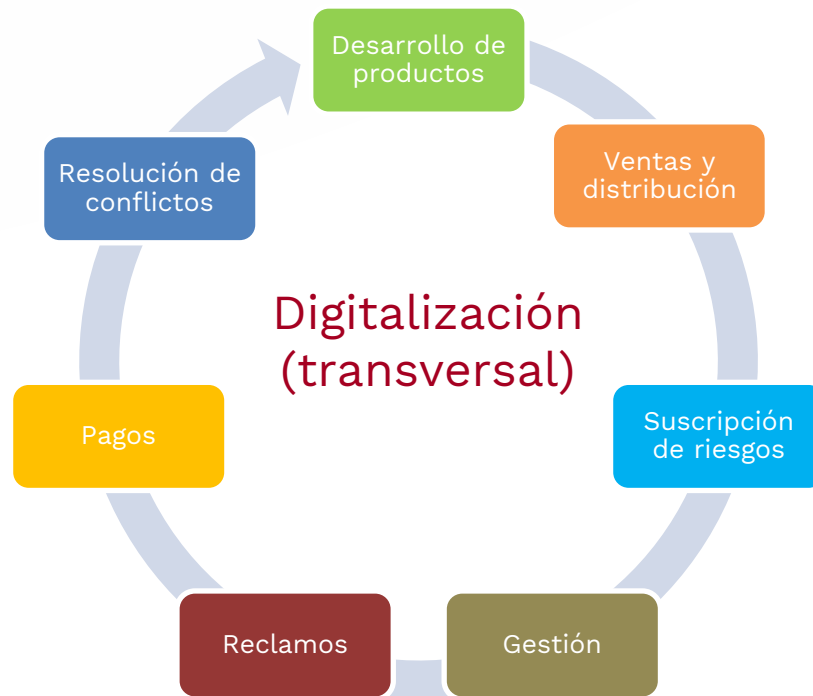 Desarrollo de
productos
Ventas y
distribución
Suscripción
de riesgos
Gestión
Reclamos
Pagos
Resolución de
conflictos
Digitalización
(transversal)